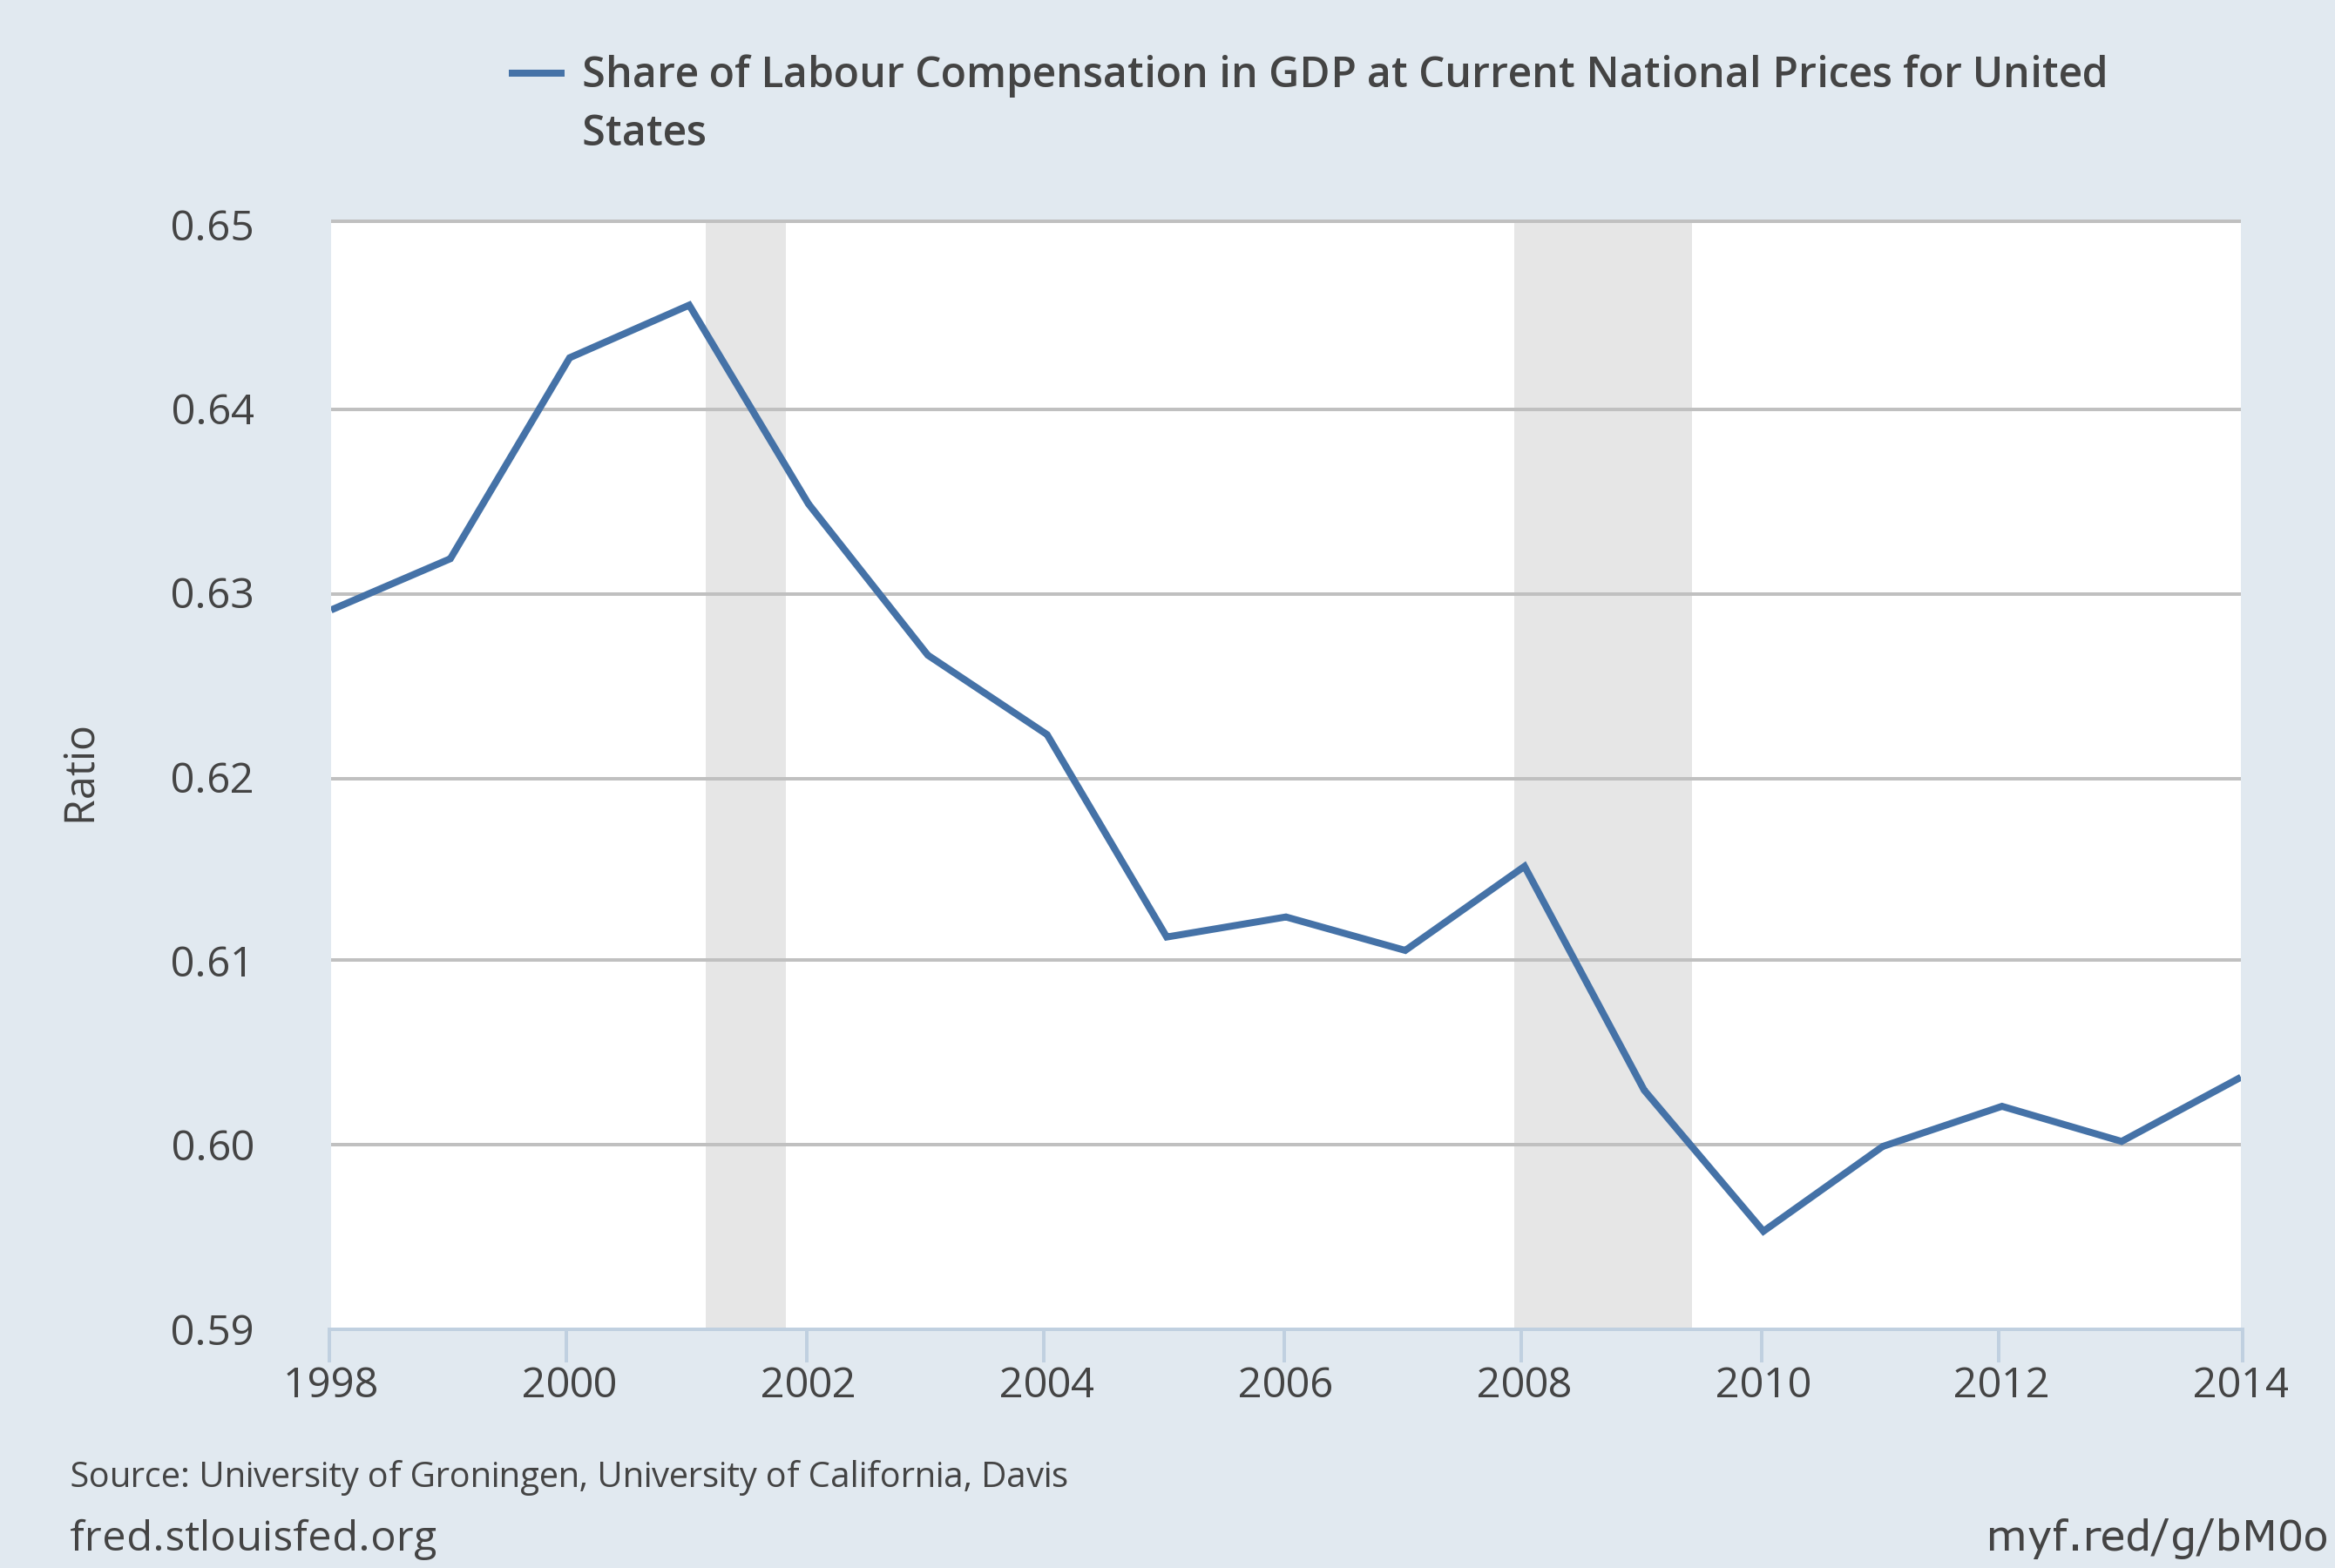 Share of Labour Compensation in GDP at Current National Prices for United
States
0.65
0.64
0.63
0.62
0.61
0.60
0.59
Ratio
1998 2000 2002 2004 2006 2008 2010 2012 2014
Source: University of Groningen, University of California, Davis
fred.stlouisfed.org myf.red/g/bM0o